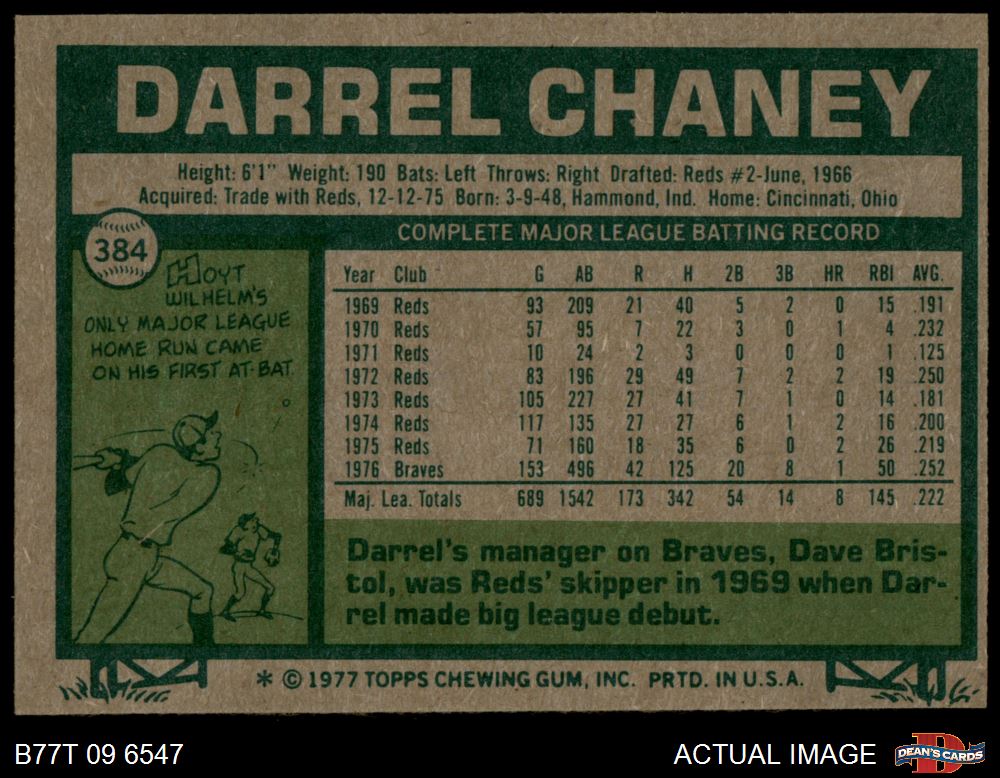 DARREL CHANEY
Height: 6'1" Weight: 190 Bats: Left Throws: Right Drafted: Reds #2-June, 1966
Acquired: Trade with Reds, 12-12-75 Born: 3-9-48, Hammond, Ind. Home: Cincinnati, Ohio
384
HOYT
WILHELM'S
ONLY MAJOR LEAGUE
HOME RUN CAME
ON HIS FIRST AT-BAT.
COMPLETE MAJOR LEAGUE BATTING RECORD
Year Club G AB R H 2B 3B HR RBI AVG.
1969 Reds 93 209 21 40 5 2 0 15 .191
1970 Reds 57 95 7 22 3 0 1 4 .232
1971 Reds 10 24 2 3 0 0 0 1 .125
1972 Reds 83 196 29 49 7 2 2 19 .250
1973 Reds 105 227 27 41 7 1 0 14 .181
1974 Reds 117 135 27 27 6 1 2 16 .200
1975 Reds 71 160 18 35 6 0 2 26 .219
1976 Braves 153 496 42 125 20 8 1 50 .252
Maj. Lea. Totals 689 1542 173 342 54 14 8 145 .222
Darrel's manager on Braves, Dave Bris-
tol, was Reds' skipper in 1969 when Dar-
rel made big league debut.
* © 1977 TOPPS CHEWING GUM, INC. PRTD. IN U.S.A.
B77T 09 6547
ACTUAL IMAGE
D
DEAN'S CARDS